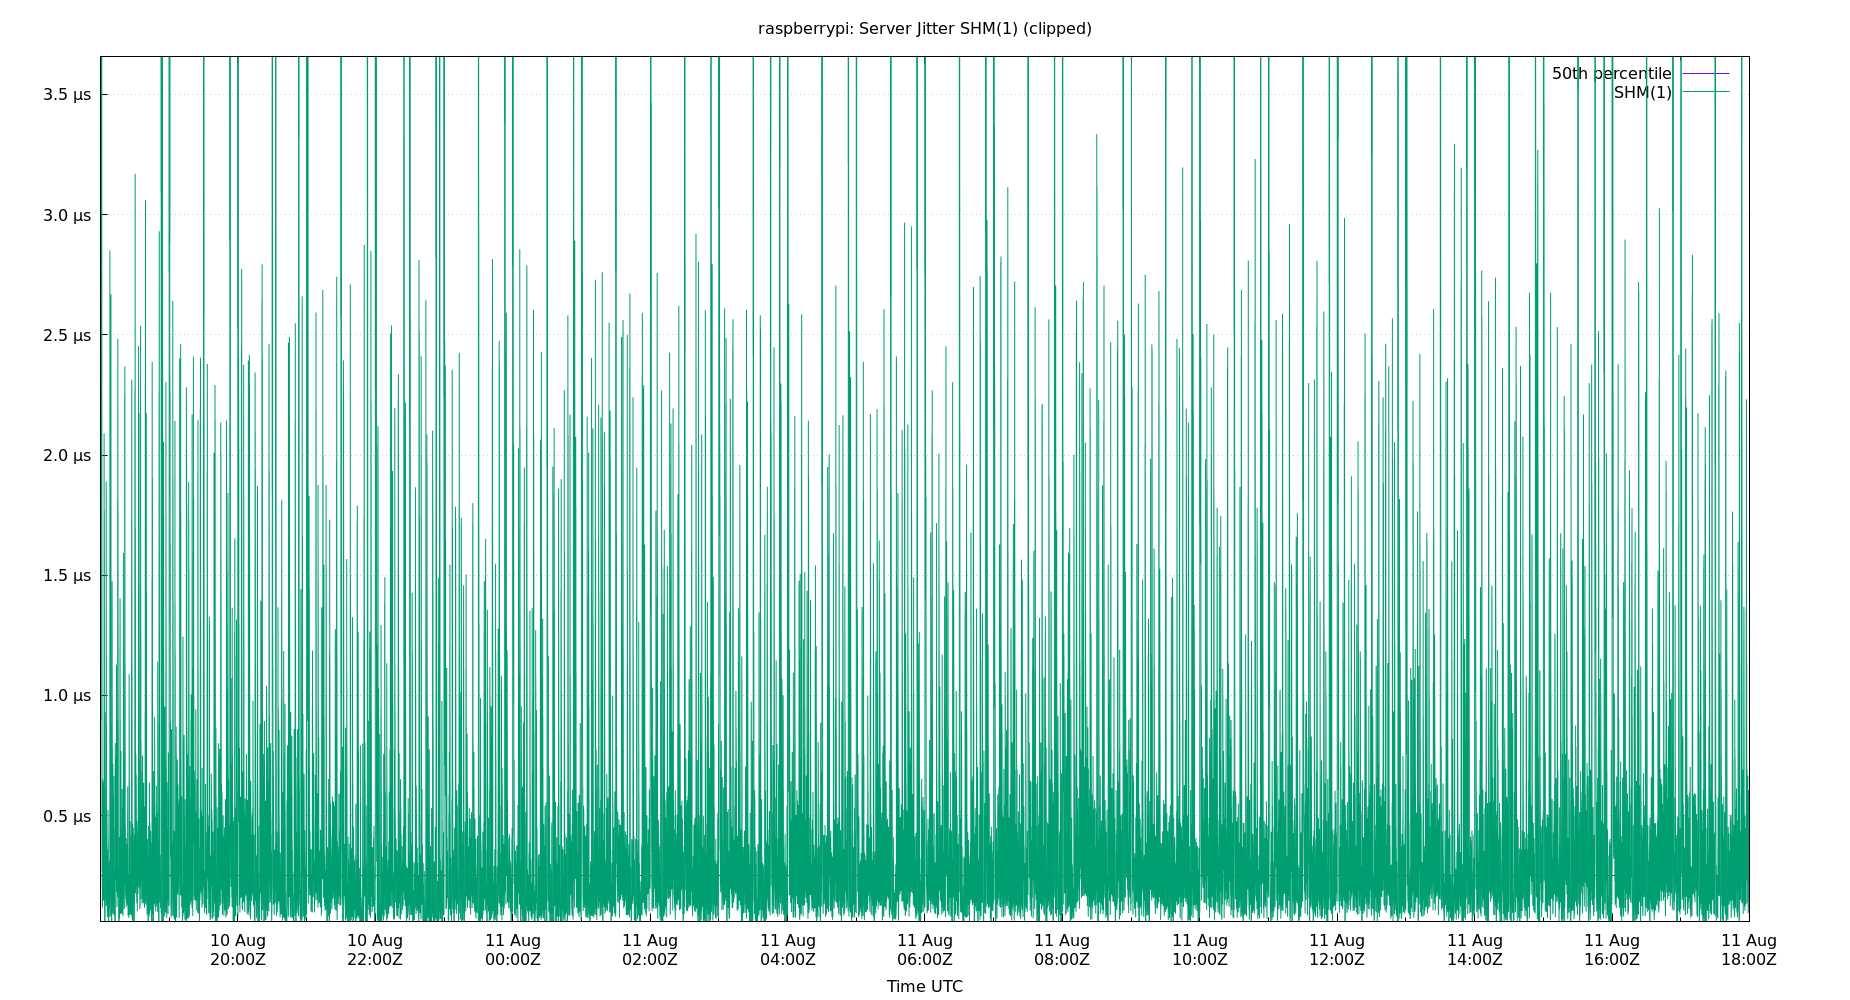 raspberrypi: Server Jitter SHM(1) (clipped)
50th percentile
SHM(1)
3.5 µs
3.0 µs
2.5 µs
2.0 µs
1.5 µs
1.0 µs
0.5 µs
10 Aug 10 Aug 11 Aug 11 Aug 11 Aug 11 Aug 11 Aug 11 Aug 11 Aug 11 Aug 11 Aug 11 Aug
20:00Z 22:00Z 00:00Z 02:00Z 04:00Z 06:00Z 08:00Z 10:00Z 12:00Z 14:00Z 16:00Z 18:00Z
Time UTC